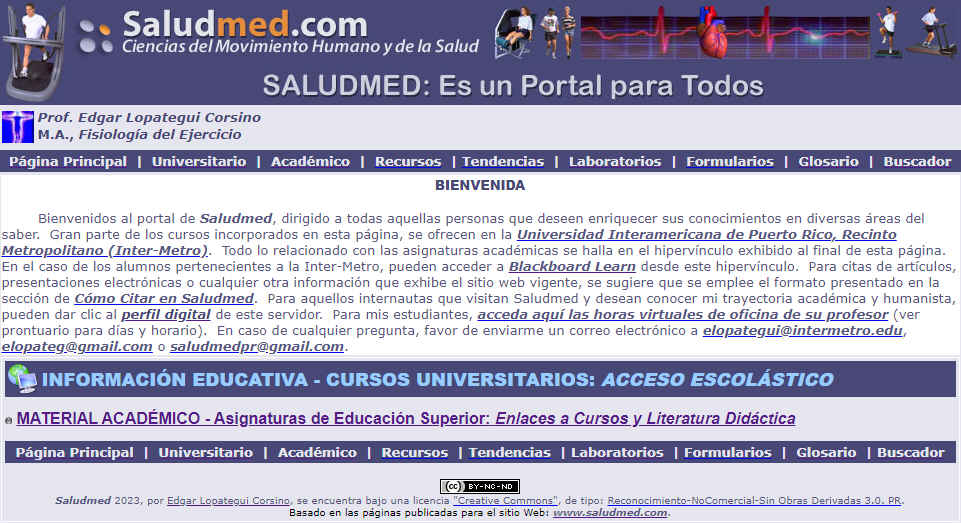 Saludmed.com
Ciencias del Movimiento Humano y de la Salud
SALUDMED: Es un Portal para Todos
Prof. Edgar Lopategui Corsino
M.A., Fisiología del Ejercicio
Página Principal | Universitario | Académico | Recursos | Tendencias | Laboratorios | Formularios | Glosario | Buscador
BIENVENIDA
Bienvenidos al portal de Saludmed, dirigido a todas aquellas personas que deseen enriquecer sus conocimientos en diversas áreas del
saber. Gran parte de los cursos incorporados en esta página, se ofrecen en la Universidad Interamericana de Puerto Rico, Recinto
Metropolitano (Inter-Metro). Todo lo relacionado con las asignaturas académicas se halla en el hipervínculo exhibido al final de esta página.
En el caso de los alumnos pertenecientes a la Inter-Metro, pueden acceder a Blackboard Learn desde este hipervínculo. Para citas de artículos,
presentaciones electrónicas o cualquier otra información que exhibe el sitio web vigente, se sugiere que se emplee el formato presentado en la
sección de Cómo Citar en Saludmed. Para aquellos internautas que visitan Saludmed y desean conocer mi trayectoria académica y humanista,
pueden dar clic al perfil digital de este servidor. Para mis estudiantes, acceda aquí las horas virtuales de oficina de su profesor (ver
prontuario para días y horario). En caso de cualquier pregunta, favor de enviarme un correo electrónico a elopategui@intermetro.edu,
elopateg@gmail.com o saludmedpr@gmail.com.
INFORMACIÓN EDUCATIVA - CURSOS UNIVERSITARIOS: ACCESO ESCOLÁSTICO
MATERIAL ACADÉMICO - Asignaturas de Educación Superior: Enlaces a Cursos y Literatura Didáctica
Página Principal | Universitario | Académico | Recursos | Tendencias | Laboratorios | Formularios | Glosario | Buscador
cc BY-NC-ND
Saludmed 2023, por Edgar Lopategui Corsino, se encuentra bajo una licencia "Creative Commons", de tipo: Reconocimiento-NoComercial-Sin Obras Derivadas 3.0. PR.
Basado en las páginas publicadas para el sitio Web: www.saludmed.com.